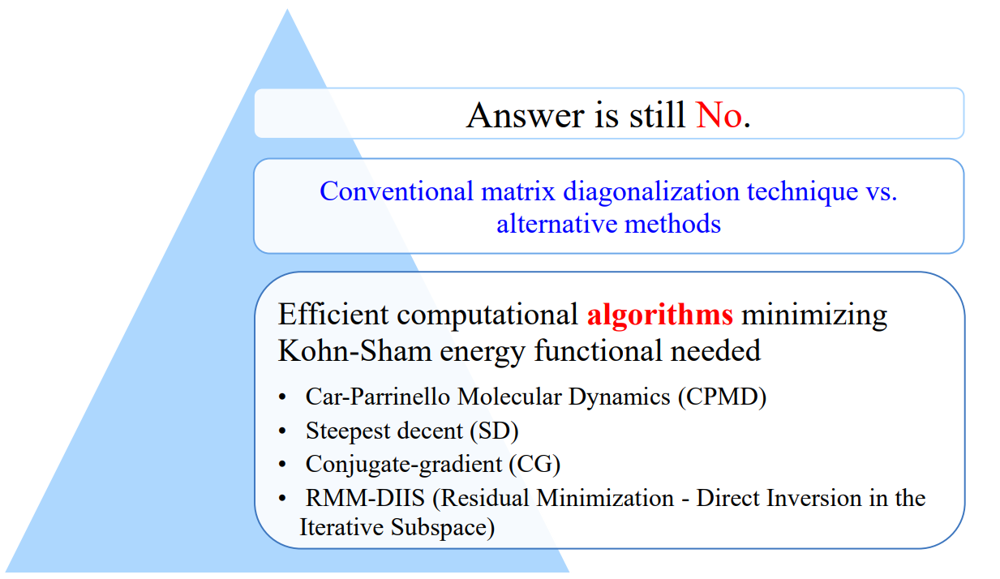 Answer is still No.
Conventional matrix diagonalization technique vs.
alternative methods
Efficient computational algorithms minimizing
Kohn-Sham energy functional needed
• Car-Parrinello Molecular Dynamics (CPMD)
• Steepest decent (SD)
• Conjugate-gradient (CG)
• RMM-DIIS (Residual Minimization - Direct Inversion in the
Iterative Subspace)